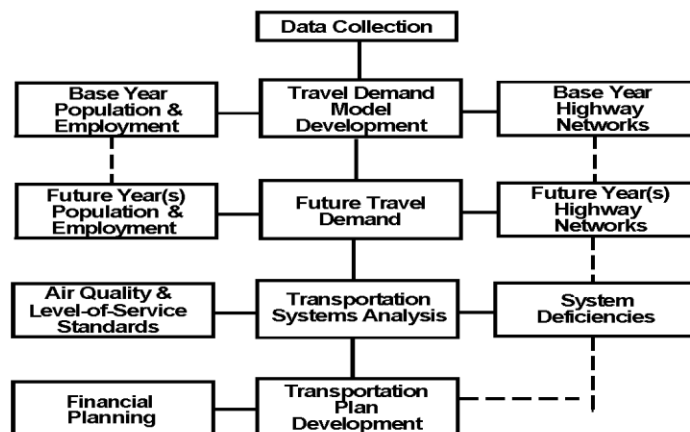 Data Collection
Base Year
Population &
Employment
Travel Demand
Model
Development
Base Year
Highway
Networks
Future Year(s)
Population &
Employment
Future Travel
Demand
Future Year(s)
Highway
Networks
Air Quality &
Level-of-Service
Standards
Transportation
Systems Analysis
System
Deficiencies
Financial
Planning
Transportation
Plan
Development